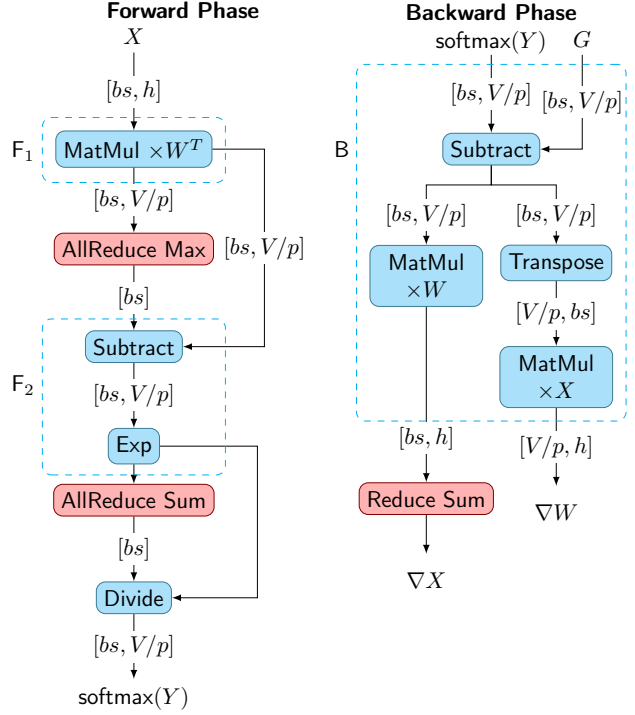 Forward Phase
X
[bs, h]
F₁
MatMul ×Wᵀ
[bs, V/p]
[bs, V/p]
AllReduce Max
[bs]
F₂
Subtract
[bs, V/p]
Exp
AllReduce Sum
[bs]
Divide
[bs, V/p]
softmax(Y)
Backward Phase
softmax(Y)
G
[bs, V/p]
[bs, V/p]
B
Subtract
[bs, V/p]
[bs, V/p]
MatMul
×W
Transpose
[V/p, bs]
MatMul
×X
[bs, h]
[V/p, h]
Reduce Sum
∇W
∇X